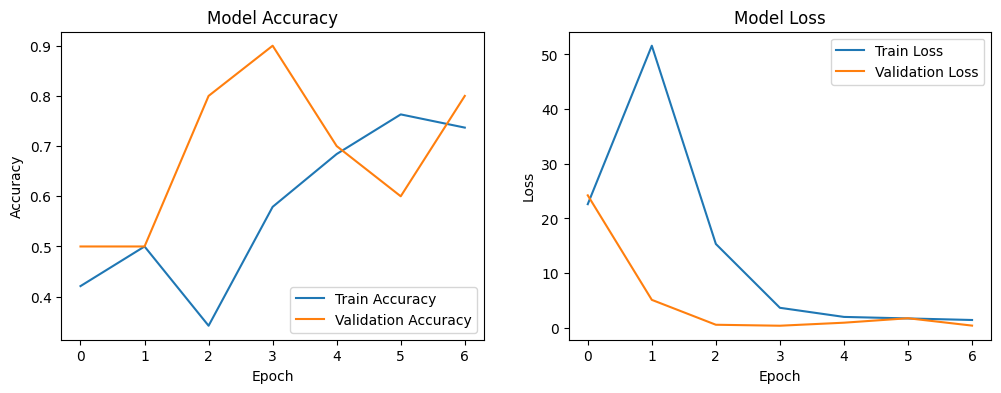 Model Accuracy
0.9
0.8
0.7
0.6
0.5
0.4
Accuracy
Train Accuracy
Validation Accuracy
0 1 2 3 4 5 6
Epoch
Model Loss
50
40
30
20
10
0
Loss
Train Loss
Validation Loss
0 1 2 3 4 5 6
Epoch